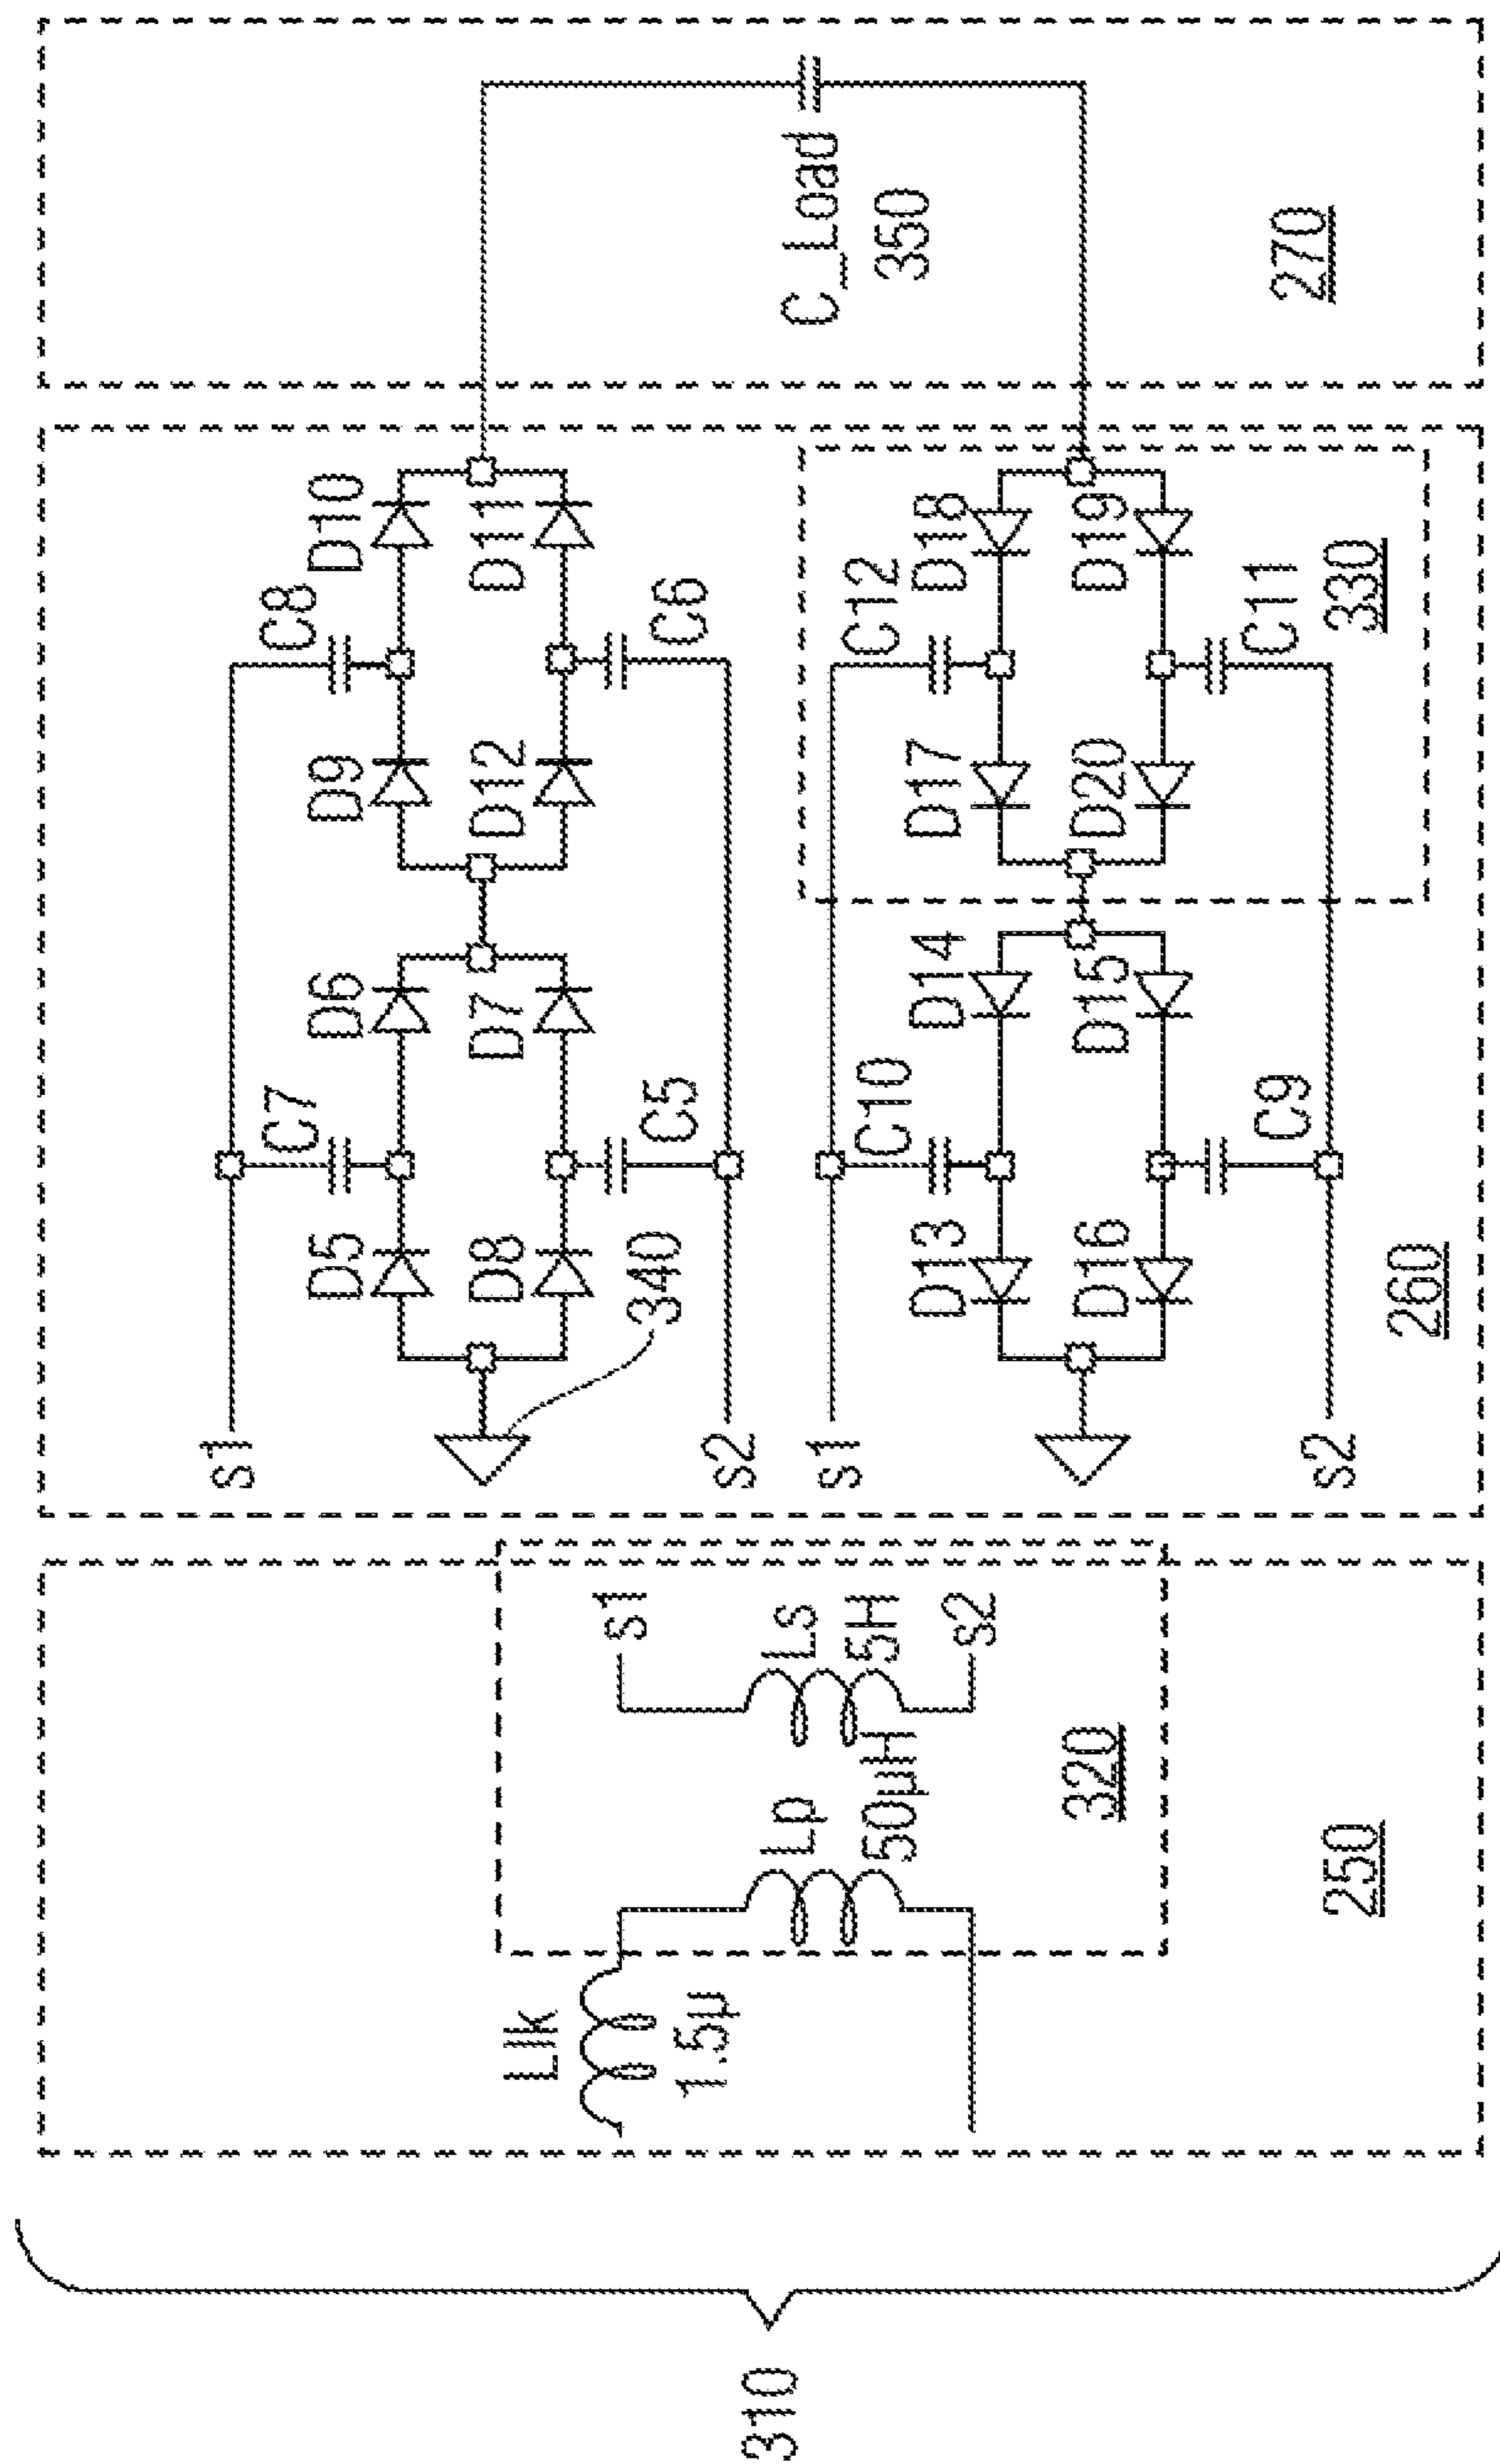 310
Llk
1.5µ
Lp
50µH
s1
Ls
5H
s2
320
250
s1
C7
C8
D5
D6
D9
D10
D8
D7
D12
D11
340
C5
C6
s2
s1
C10
C12
D13
D14
D17
D18
D16
D15
D20
D19
C9
C11
s2
330
260
C_Load
350
270